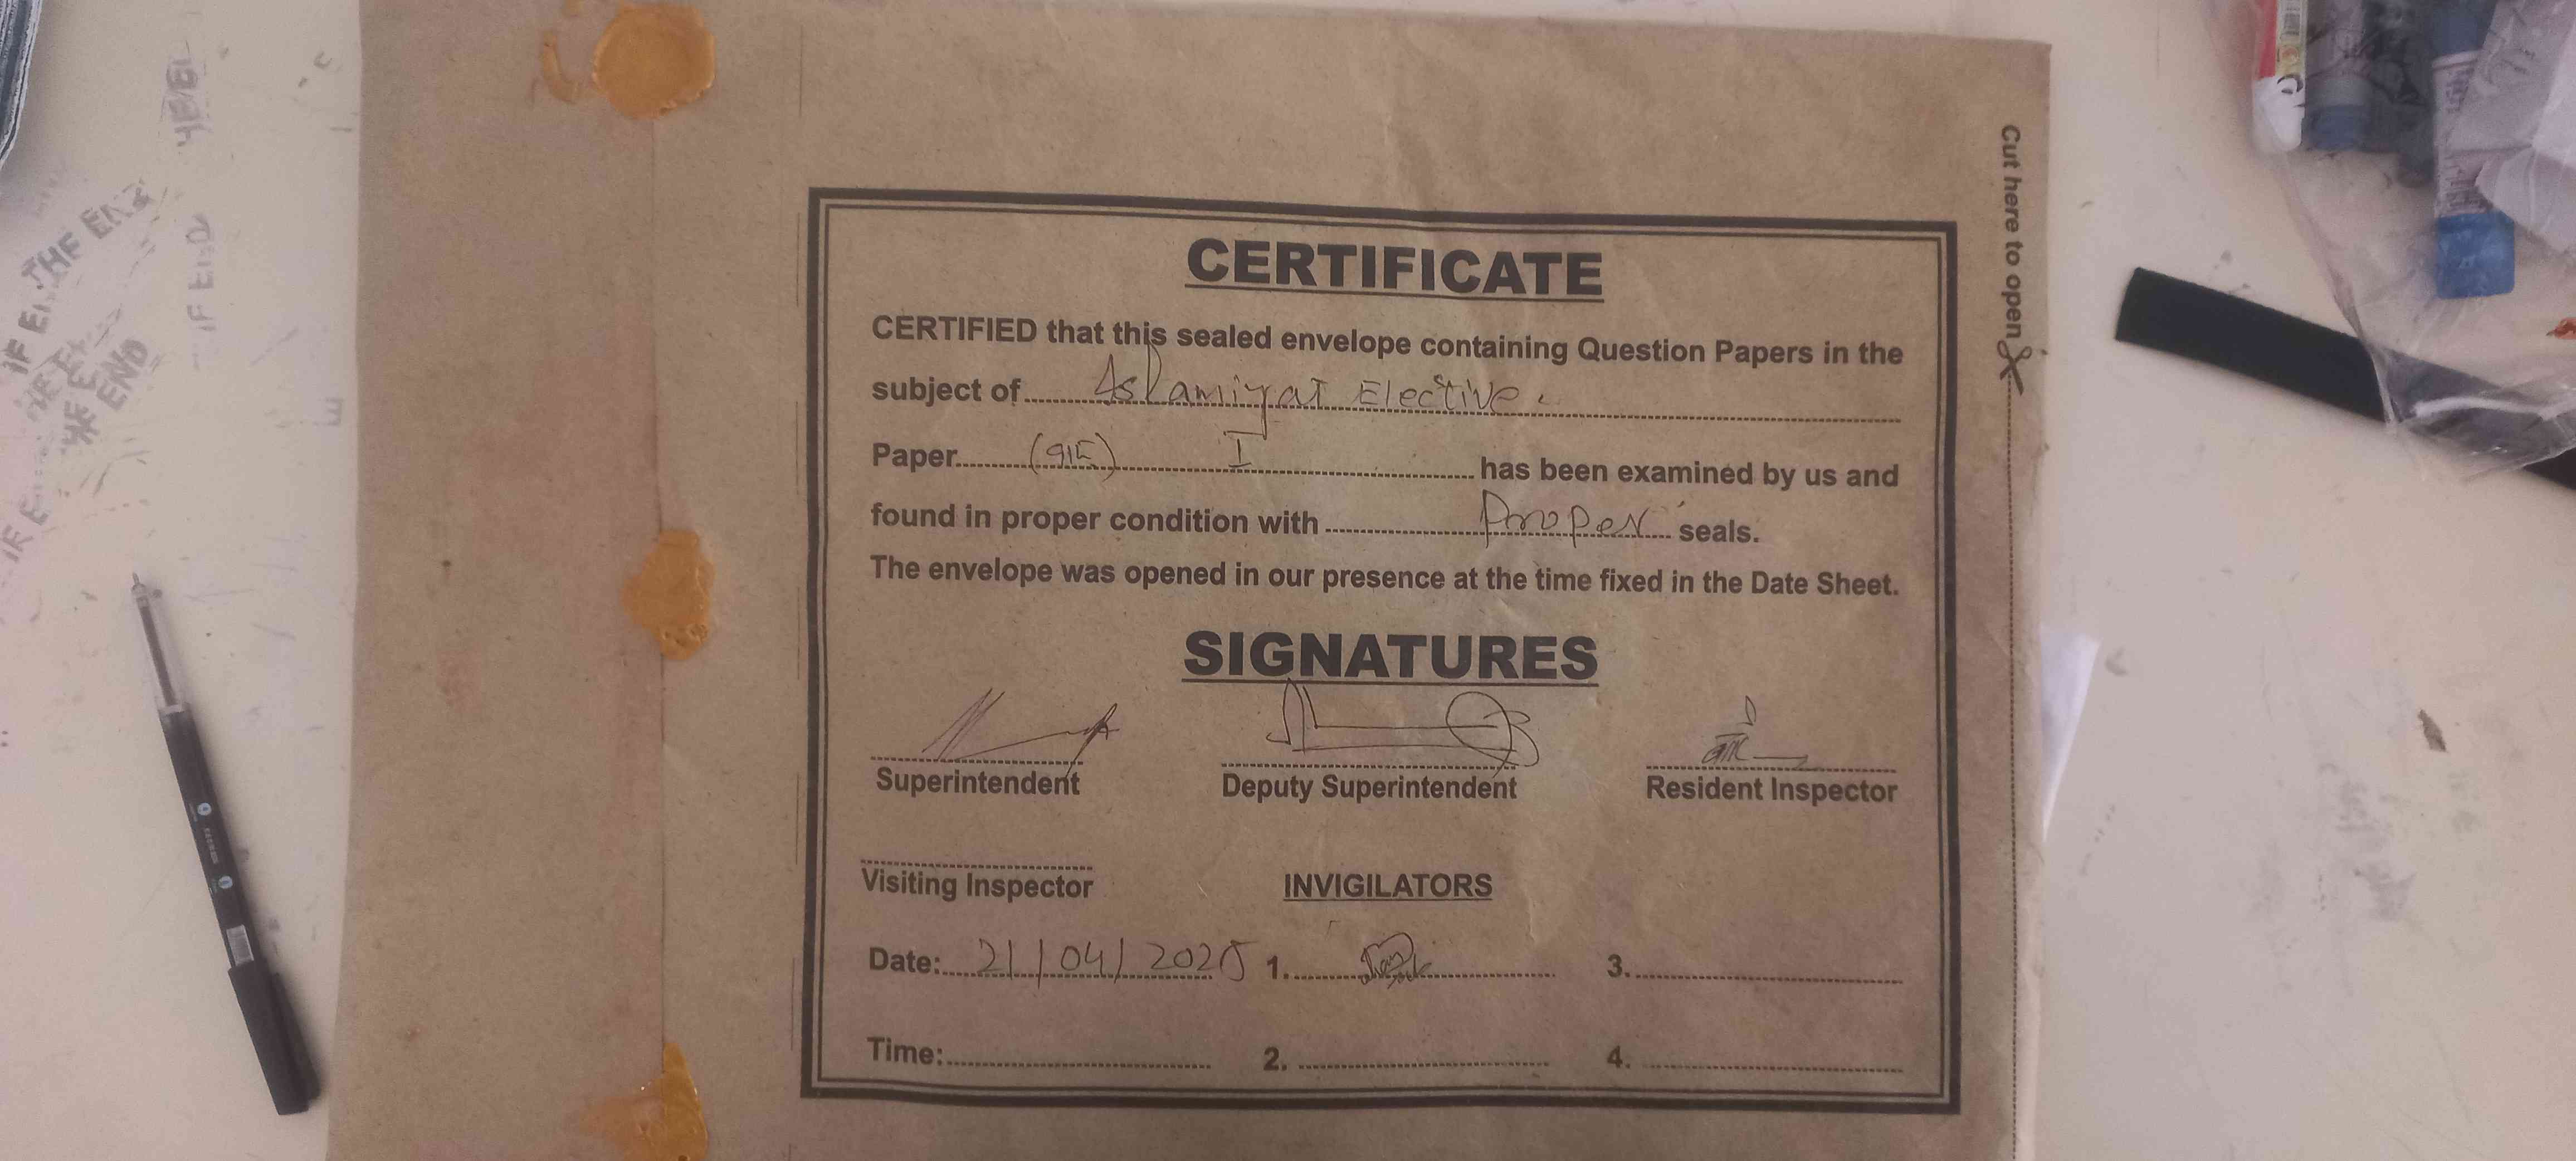 CERTIFICATE
CERTIFIED that this sealed envelope containing Question Papers in the
subject of Islamiyat Elective.
Paper I has been examined by us and
found in proper condition with Proper seals.
The envelope was opened in our presence at the time fixed in the Date Sheet.
SIGNATURES
Superintendent Deputy Superintendent Resident Inspector
Visiting Inspector INVIGILATORS
Date: 21/04/2025 1. 3.
Time: 2. 4.
Cut here to open
THE END
END